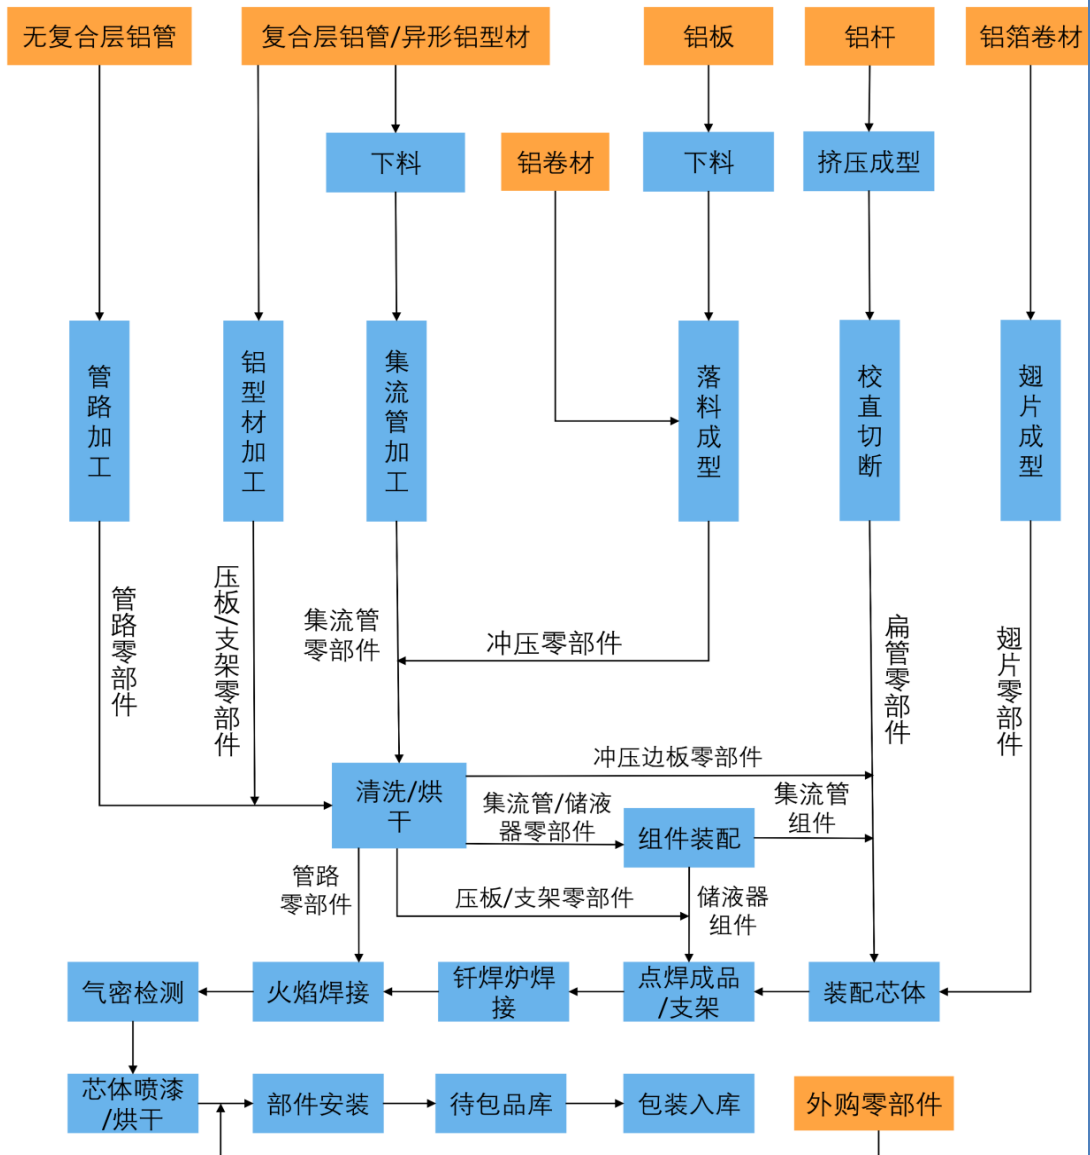 无复合层铝管
复合层铝管/异形铝型材
铝板
铝杆
铝箔卷材
下料
铝卷材
下料
挤压成型
管路加工
铝型材加工
集流管加工
落料成型
校直切断
翅片成型
管路零部件
压板/支架零部件
集流管
零部件
冲压零部件
扁管零部件
翅片零部件
冲压边板零部件
清洗/烘
干
集流管/储液
器零部件
组件装配
集流管
组件
管路
零部件
压板/支架零部件
储液器
组件
气密检测
火焰焊接
钎焊炉焊
接
点焊成品
/支架
装配芯体
芯体喷漆
/烘干
部件安装
待包品库
包装入库
外购零部件